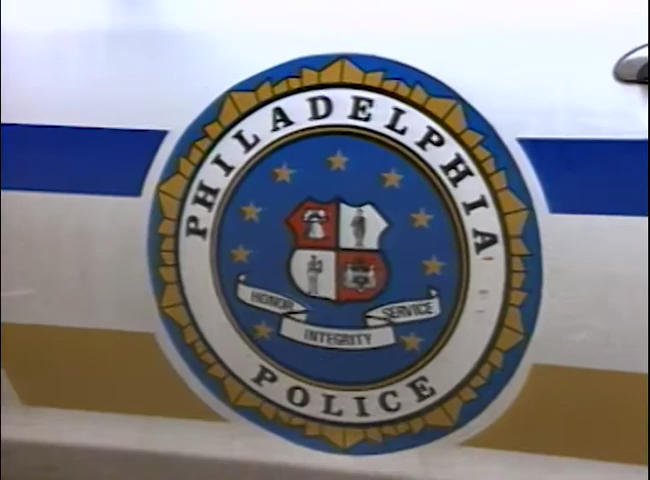 PHILADELPHIA
HONOR
INTEGRITY
SERVICE
POLICE